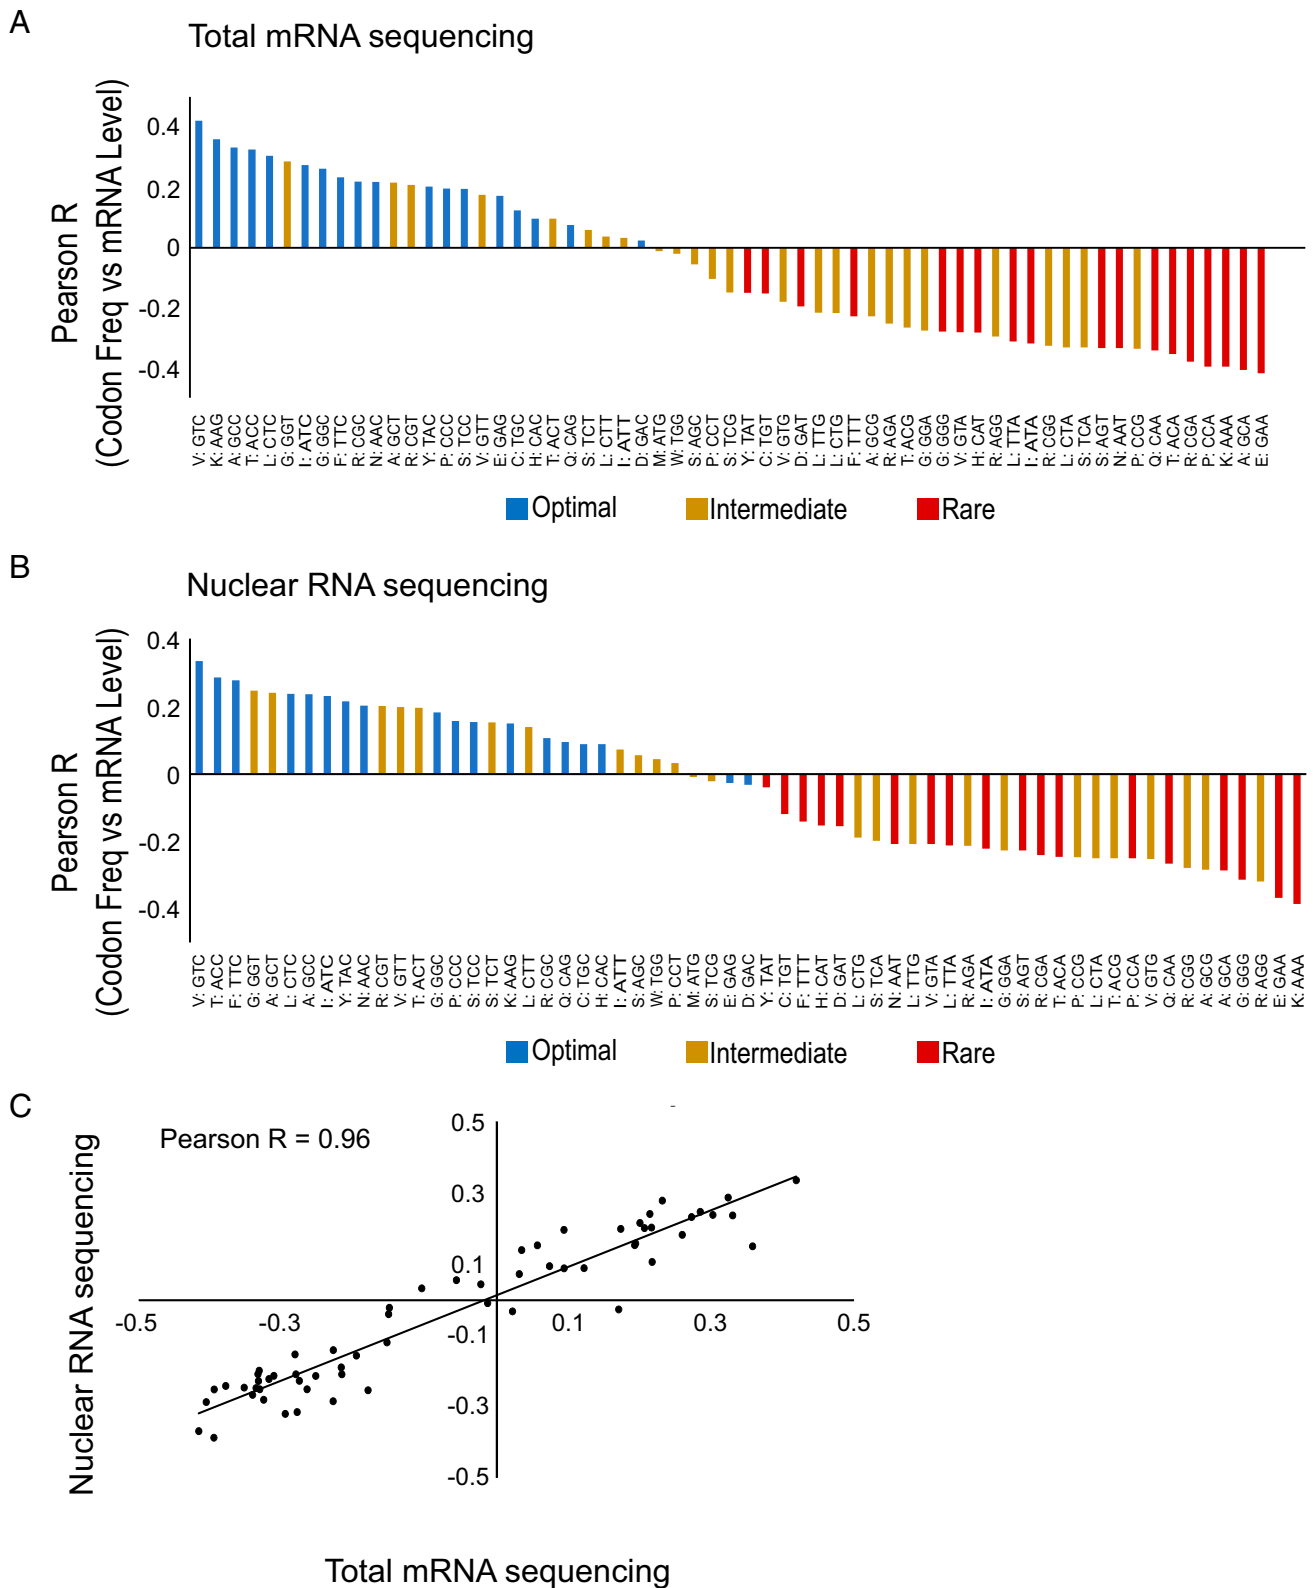 A
Total mRNA sequencing
Pearson R
(Codon Freq vs mRNA Level)
0.4
0.2
0
-0.2
-0.4
V: GTC K: AAG A: GCC T: ACC L: CTC G: GGT I: ATC G: GGC F: TTC R: CGC N: AAC A: GCT R: CGT Y: TAC P: CCC S: TCC V: GTT E: GAG C: TGC H: CAC T: ACT Q: CAG S: TCT L: CTT I: ATT D: GAC M: ATG W: TGG S: AGC P: CCT S: TCG Y: TAT C: TGT V: GTG D: GAT L: TTG L: CTG F: TTT A: GCG R: AGA T: ACG G: GGA G: GGG V: GTA H: CAT R: AGG L: TTA I: ATA R: CGG L: CTA S: TCA S: AGT N: AAT P: CCG Q: CAA T: ACA R: CGA P: CCA K: AAA A: GCA E: GAA
Optimal Intermediate Rare
B
Nuclear RNA sequencing
Pearson R
(Codon Freq vs mRNA Level)
0.4
0.2
0
-0.2
-0.4
V: GTC T: ACC F: TTC G: GGT A: GCT L: CTC A: GCC I: ATC Y: TAC N: AAC R: CGT V: GTT T: ACT G: GGC P: CCC S: TCC S: TCT K: AAG L: CTT R: CGC Q: CAG C: TGC H: CAC I: ATT S: AGC W: TGG P: CCT M: ATG S: TCG E: GAG D: GAC Y: TAT C: TGT F: TTT H: CAT D: GAT L: CTG S: TCA N: AAT L: TTG V: GTA L: TTA R: AGA I: ATA G: GGA S: AGT R: CGA T: ACA P: CCG L: CTA T: ACG P: CCA V: GTG Q: CAA R: CGG A: GCG A: GCA G: GGG R: AGG E: GAA K: AAA
Optimal Intermediate Rare
C
Pearson R = 0.96
Nuclear RNA sequencing
0.5
0.3
0.1
-0.1
-0.3
-0.5
-0.5 -0.3 0.1 0.3 0.5
Total mRNA sequencing